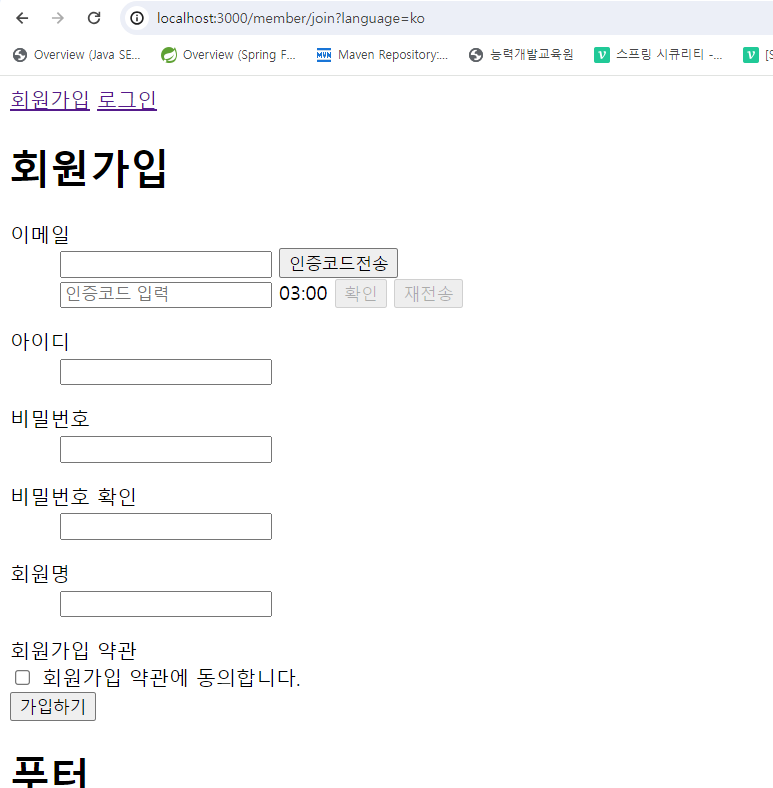 localhost:3000/member/join?language=ko
Overview (Java SE... Overview (Spring F... MVN Maven Repository:... 능력개발교육원 스프링 시큐리티 -... [S
회원가입 로그인
회원가입
이메일
인증코드전송
인증코드 입력 03:00 확인 재전송
아이디
비밀번호
비밀번호 확인
회원명
회원가입 약관
회원가입 약관에 동의합니다.
가입하기
푸터